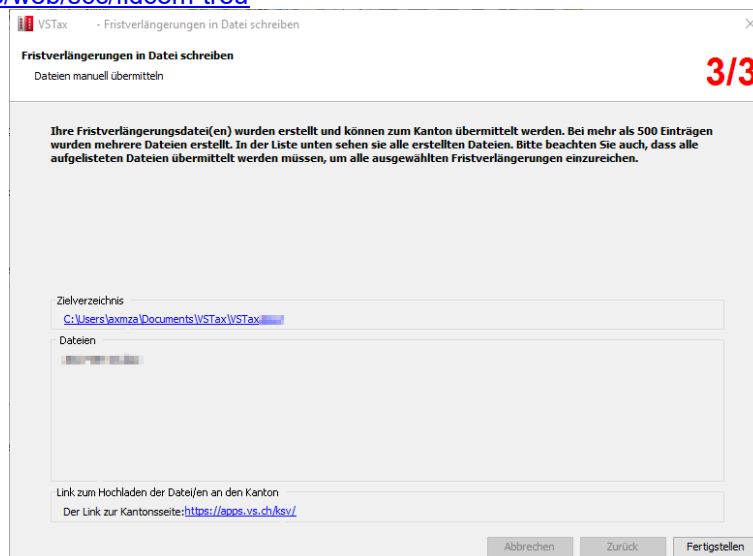 VSTax - Fristverlängerungen in Datei schreiben
Fristverlängerungen in Datei schreiben
Dateien manuell übermitteln
3/3
Ihre Fristverlängerungsdatei(en) wurden erstellt und können zum Kanton übermittelt werden. Bei mehr als 500 Einträgen
wurden mehrere Dateien erstellt. In der Liste unten sehen sie alle erstellten Dateien. Bitte beachten Sie auch, dass alle
aufgelisteten Dateien übermittelt werden müssen, um alle ausgewählten Fristverlängerungen einzureichen.
Zielverzeichnis
C:\Users\axmza\Documents\VSTax\VSTax
Dateien
Link zum Hochladen der Datei/en an den Kanton
Der Link zur Kantonsseite:https://apps.vs.ch/ksv/
Abbrechen Zurück Fertigstellen